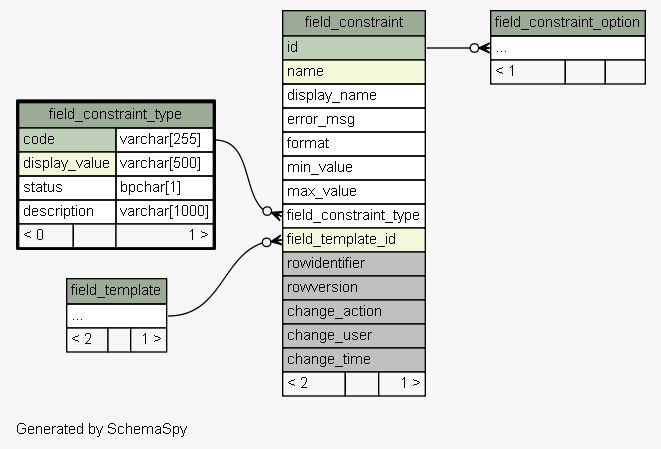 field_constraint
id
name
display_name
error_msg
format
min_value
max_value
field_constraint_type
field_template_id
rowidentifier
rowversion
change_action
change_user
change_time
< 2 1 >
field_constraint_option
...
< 1
field_constraint_type
code varchar[255]
display_value varchar[500]
status bpchar[1]
description varchar[1000]
< 0 1 >
field_template
...
< 2 1 >
Generated by SchemaSpy